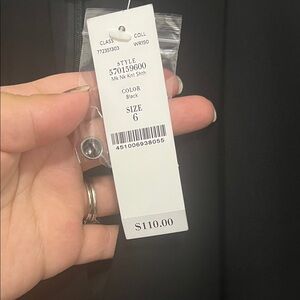 CLASS COLL
772351303 WR150
STYLE
570159600
Mk Nk Knt Shth
COLOR
Black
SIZE
6
451006938055
$110.00